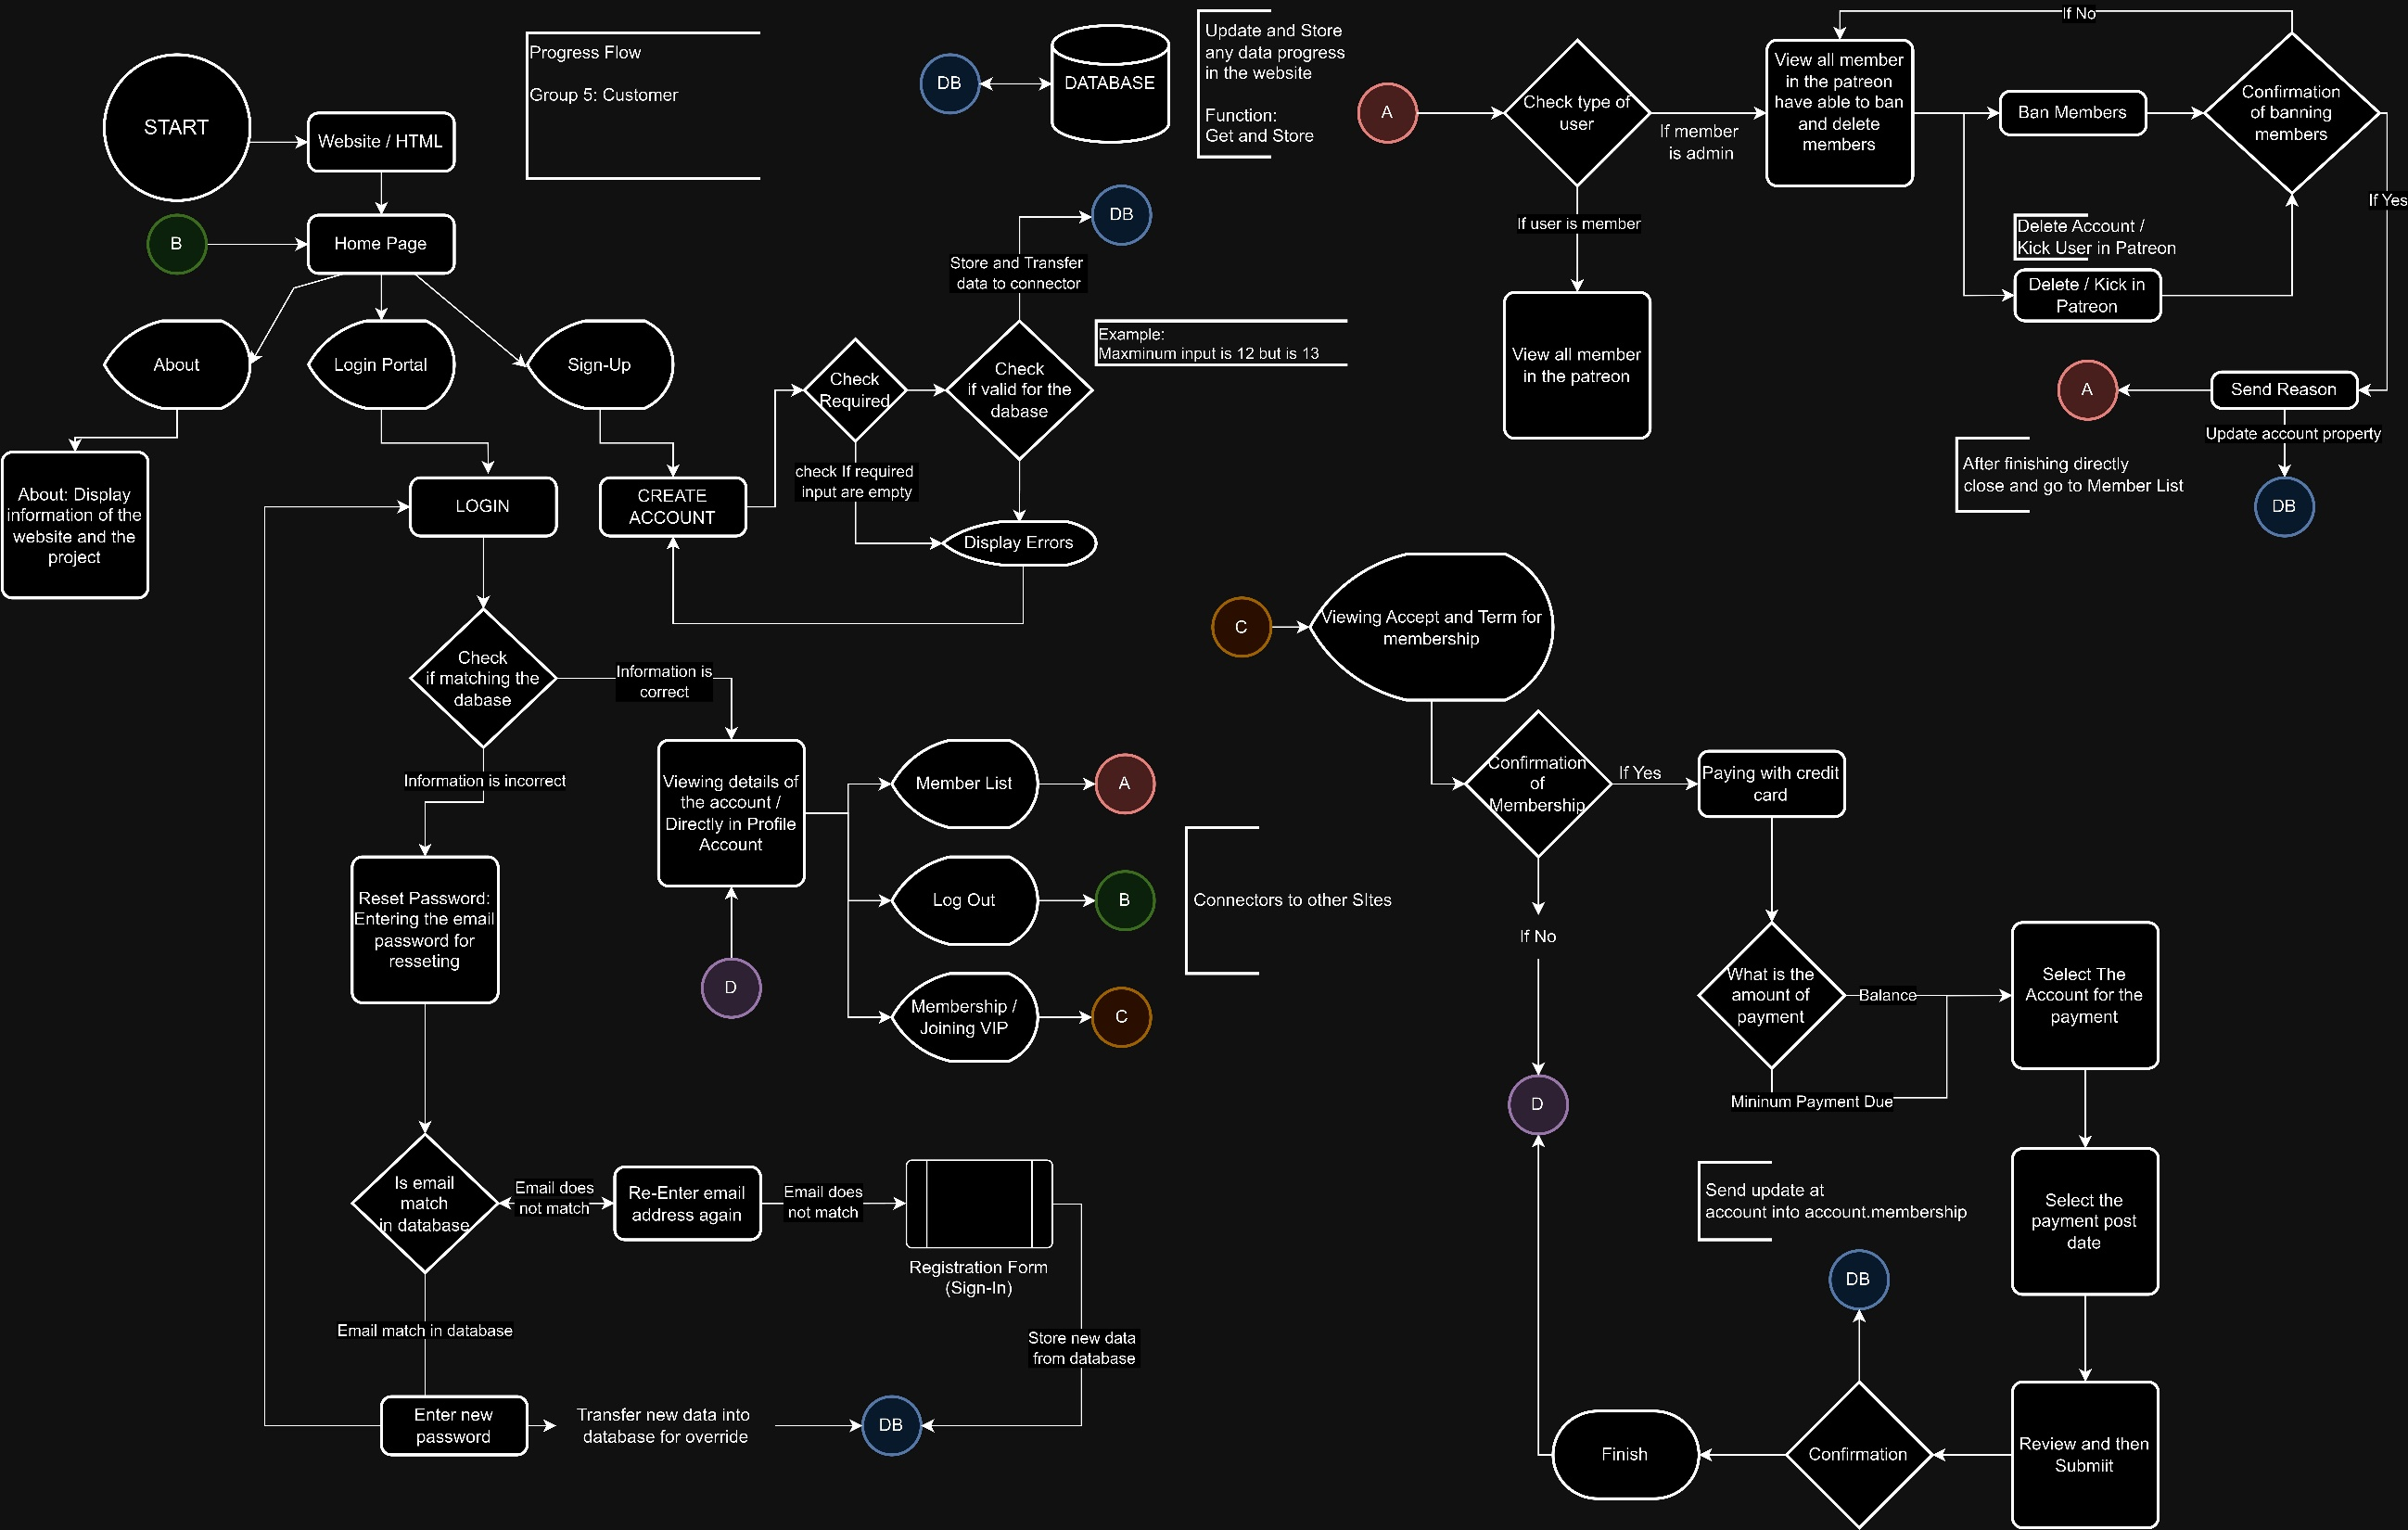 Progress Flow
Group 5: Customer
START
Website / HTML
B
Home Page
About
Login Portal
Sign-Up
About: Display
information of the
website and the
project
LOGIN
CREATE
ACCOUNT
Check
Required
check If required
input are empty
Check
if valid for the
dabase
Store and Transfer
data to connector
DB
Example:
Maxminum input is 12 but is 13
Display Errors
DB
DATABASE
Update and Store
any data progress
in the website
Function:
Get and Store
Check
if matching the
dabase
Information is
correct
Information is incorrect
Viewing details of
the account /
Directly in Profile
Account
D
Member List
A
Log Out
B
Membership /
Joining VIP
C
Connectors to other SItes
Reset Password:
Entering the email
password for
resseting
Is email
match
in database
Email does
not match
Re-Enter email
address again
Email does
not match
Registration Form
(Sign-In)
Store new data
from database
Email match in database
Enter new
password
Transfer new data into
database for override
DB
A
Check type of
user
If member
is admin
If user is member
View all member
in the patreon
View all member
in the patreon
have able to ban
and delete
members
If No
Ban Members
Confirmation
of banning
members
If Yes
Delete Account /
Kick User in Patreon
Delete / Kick in
Patreon
A
Send Reason
Update account property
DB
After finishing directly
close and go to Member List
C
Viewing Accept and Term for
membership
Confirmation
of
Membership
If Yes
Paying with credit
card
If No
D
What is the
amount of
payment
Balance
Mininum Payment Due
Select The
Account for the
payment
Select the
payment post
date
Send update at
account into account.membership
DB
Review and then
Submiit
Confirmation
Finish